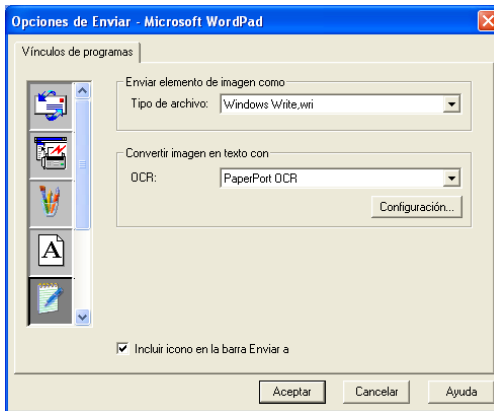 Opciones de Enviar - Microsoft WordPad
Vínculos de programas
Enviar elemento de imagen como
Tipo de archivo: Windows Write,wri
Convertir imagen en texto con
OCR: PaperPort OCR
Configuración...
A
Incluir icono en la barra Enviar a
Aceptar Cancelar Ayuda